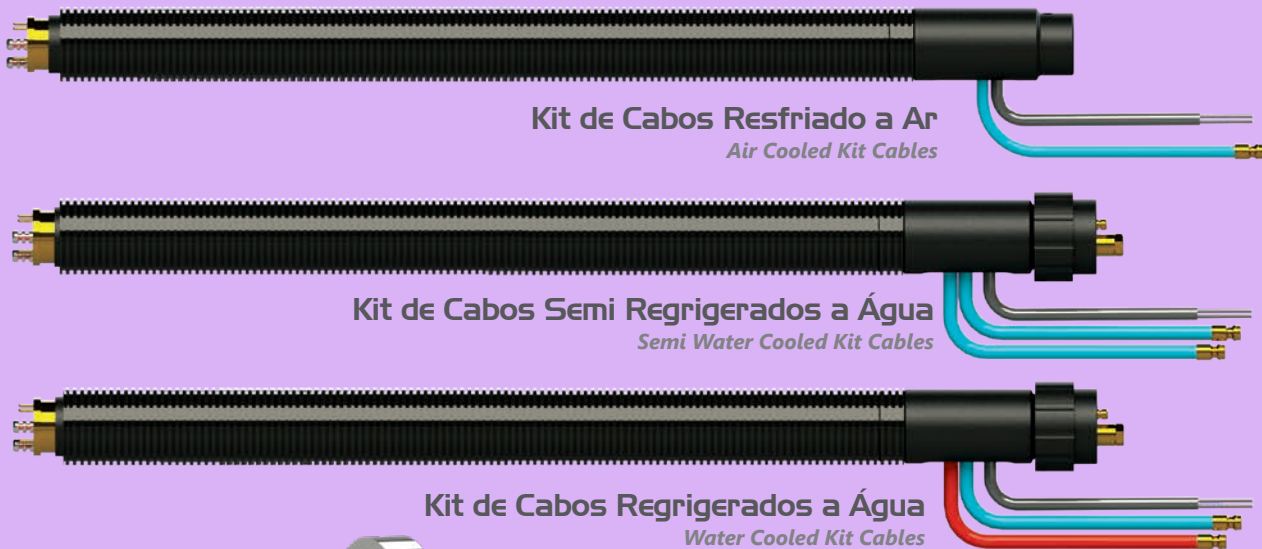 Kit de Cabos Resfriado a Ar
Air Cooled Kit Cables
Kit de Cabos Semi Regrigerados a Água
Semi Water Cooled Kit Cables
Kit de Cabos Regrigerados a Água
Water Cooled Kit Cables